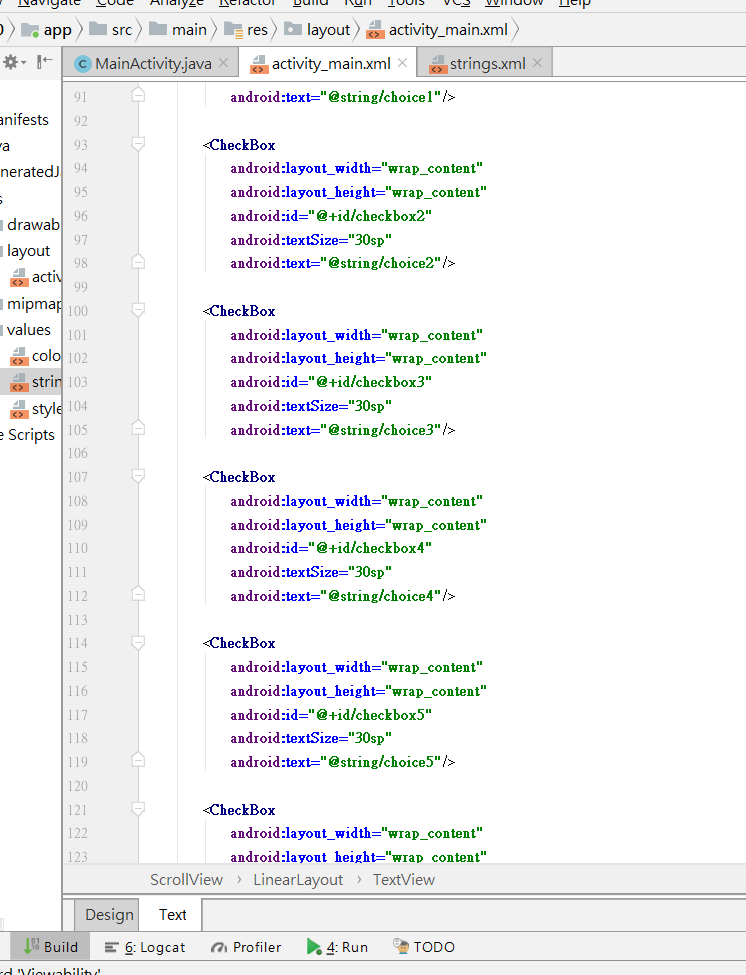 Navigate Code Analyze Refactor Build Run Tools VCS Window Help
app src main res layout activity_main.xml
MainActivity.java activity_main.xml strings.xml
91 android:text="@string/choice1"/>
92
93 <CheckBox
94 android:layout_width="wrap_content"
95 android:layout_height="wrap_content"
96 android:id="@+id/checkbox2"
97 android:textSize="30sp"
98 android:text="@string/choice2"/>
99
100 <CheckBox
101 android:layout_width="wrap_content"
102 android:layout_height="wrap_content"
103 android:id="@+id/checkbox3"
104 android:textSize="30sp"
105 android:text="@string/choice3"/>
106
107 <CheckBox
108 android:layout_width="wrap_content"
109 android:layout_height="wrap_content"
110 android:id="@+id/checkbox4"
111 android:textSize="30sp"
112 android:text="@string/choice4"/>
113
114 <CheckBox
115 android:layout_width="wrap_content"
116 android:layout_height="wrap_content"
117 android:id="@+id/checkbox5"
118 android:textSize="30sp"
119 android:text="@string/choice5"/>
120
121 <CheckBox
122 android:layout_width="wrap_content"
123 android:layout_height="wrap_content"
anifests
va
neratedJ
s
drawab
layout
activ
mipmap
values
colo
strin
style
e Scripts
ScrollView › LinearLayout › TextView
Design Text
Build 6: Logcat Profiler 4: Run TODO
rd 'Viewability'